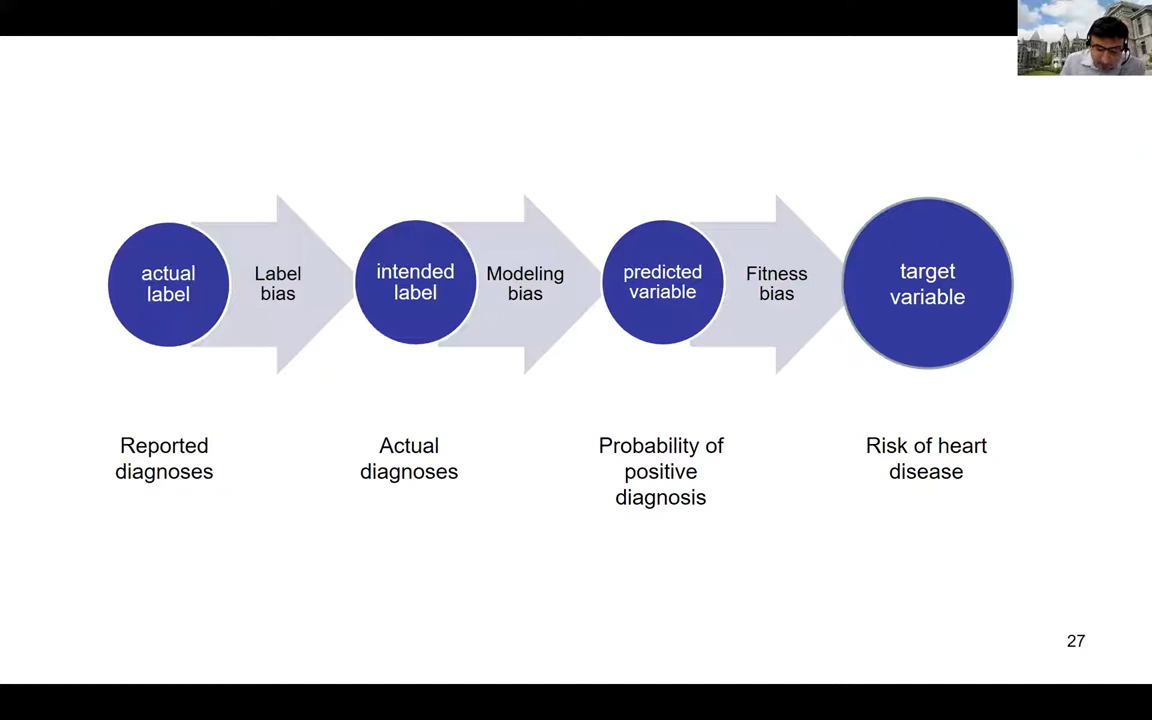 actual
label
Label
bias
intended
label
Modeling
bias
predicted
variable
Fitness
bias
target
variable
Reported
diagnoses
Actual
diagnoses
Probability of
positive
diagnosis
Risk of heart
disease
27